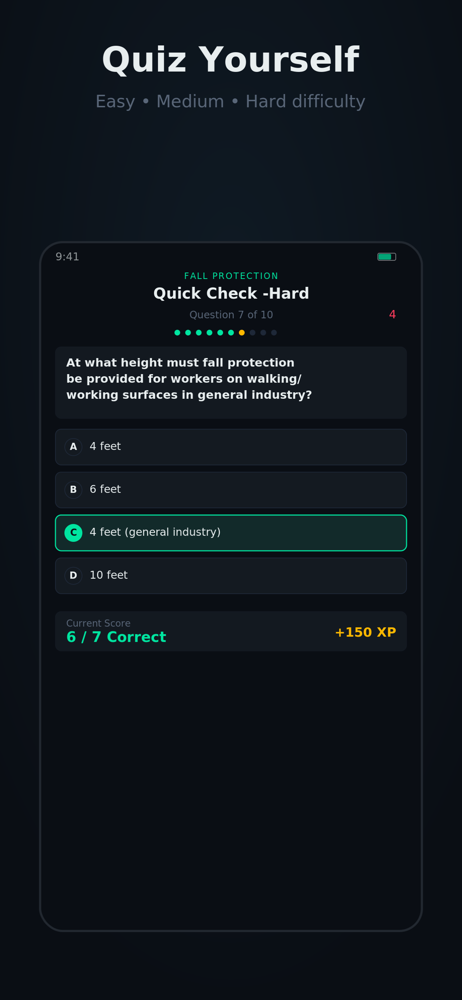 Quiz Yourself
Easy • Medium • Hard difficulty
9:41
FALL PROTECTION
Quick Check -Hard
Question 7 of 10
4
At what height must fall protection
be provided for workers on walking/
working surfaces in general industry?
A 4 feet
B 6 feet
C 4 feet (general industry)
D 10 feet
Current Score
6 / 7 Correct
+150 XP